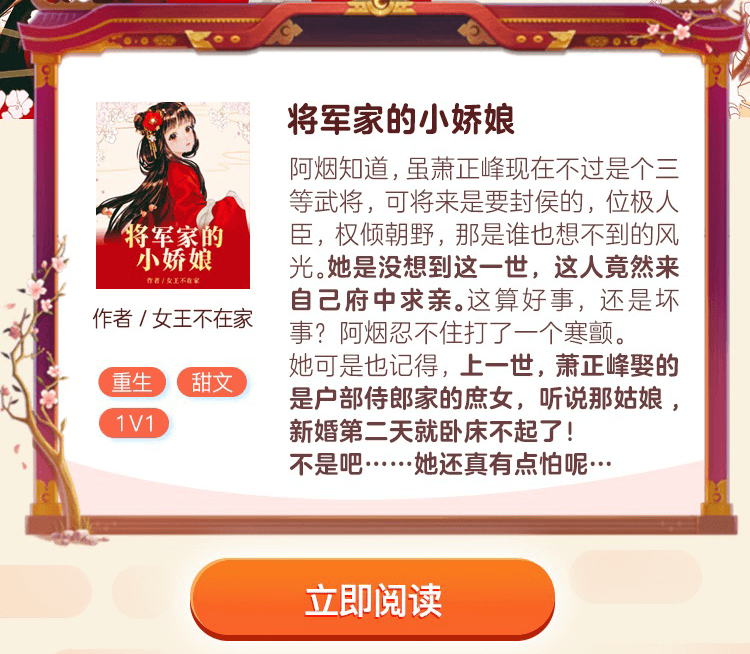 将军家的小娇娘
阿烟知道，虽萧正峰现在不过是个三
等武将，可将来是要封侯的，位极人
臣，权倾朝野，那是谁也想不到的风
光。她是没想到这一世，这人竟然来
自己府中求亲。这算好事，还是坏
事？阿烟忍不住打了一个寒颤。
她可是也记得，上一世，萧正峰娶的
是户部侍郎家的庶女，听说那姑娘，
新婚第二天就卧床不起了！
不是吧……她还真有点怕呢…
将军家的
小娇娘
作者/女王不在家
作者 / 女王不在家
重生 甜文
1V1
立即阅读